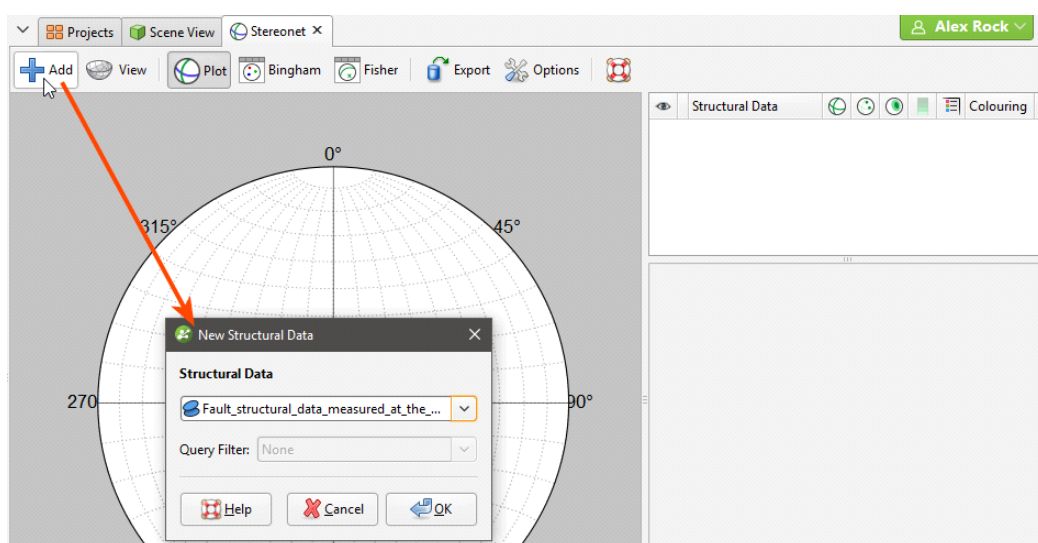 Projects Scene View Stereonet × Alex Rock
Add View Plot Bingham Fisher Export Options
Structural Data Colouring
0°
315° 45°
New Structural Data
Structural Data
270 90°
Fault_structural_data_measured_at_the_...
Query Filter: None
Help Cancel OK